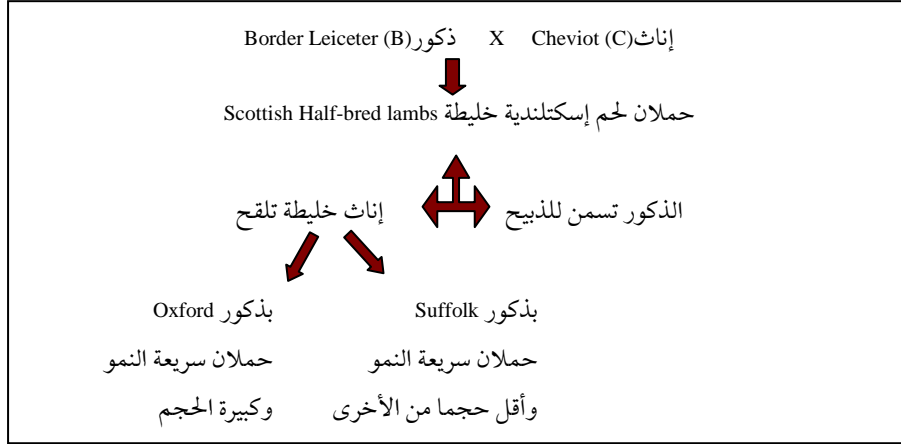 إناث Cheviot (C) X ذكور Border Leiceter (B)
حملان لحم إسكتلندية خليطة Scottish Half-bred lambs
الذكور تسمن للذبيح إناث خليطة تلقح
بذكور Suffolk بذكور Oxford
حملان سريعة النمو حملان سريعة النمو
وأقل حجما من الأخرى وكبيرة الحجم